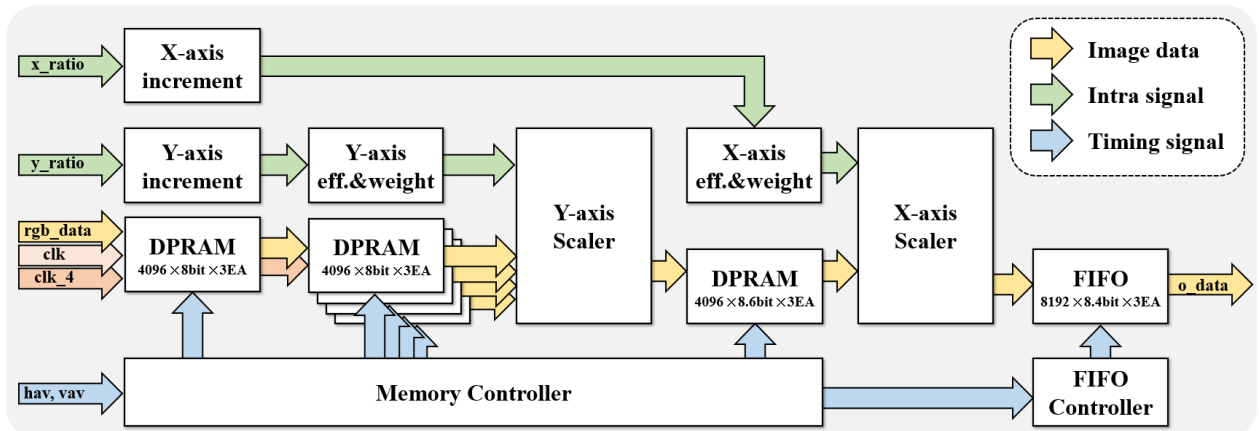 x_ratio
X-axis
increment
Image data
Intra signal
Timing signal
y_ratio
Y-axis
increment
Y-axis
eff.&weight
Y-axis
Scaler
X-axis
eff.&weight
X-axis
Scaler
rgb_data
clk
clk_4
DPRAM
4096 ×8bit ×3EA
DPRAM
4096 ×8bit ×3EA
DPRAM
4096 ×8.6bit ×3EA
FIFO
8192 ×8.4bit ×3EA
o_data
hav, vav
Memory Controller
FIFO
Controller